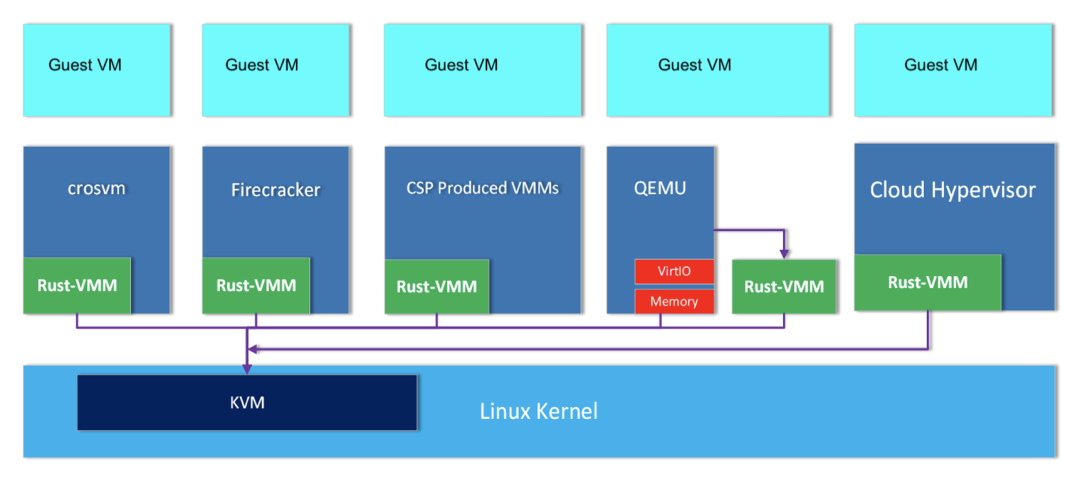 Guest VM
Guest VM
Guest VM
Guest VM
Guest VM
crosvm
Firecracker
CSP Produced VMMs
QEMU
Cloud Hypervisor
VirtIO
Memory
Rust-VMM
Rust-VMM
Rust-VMM
Rust-VMM
Rust-VMM
KVM
Linux Kernel